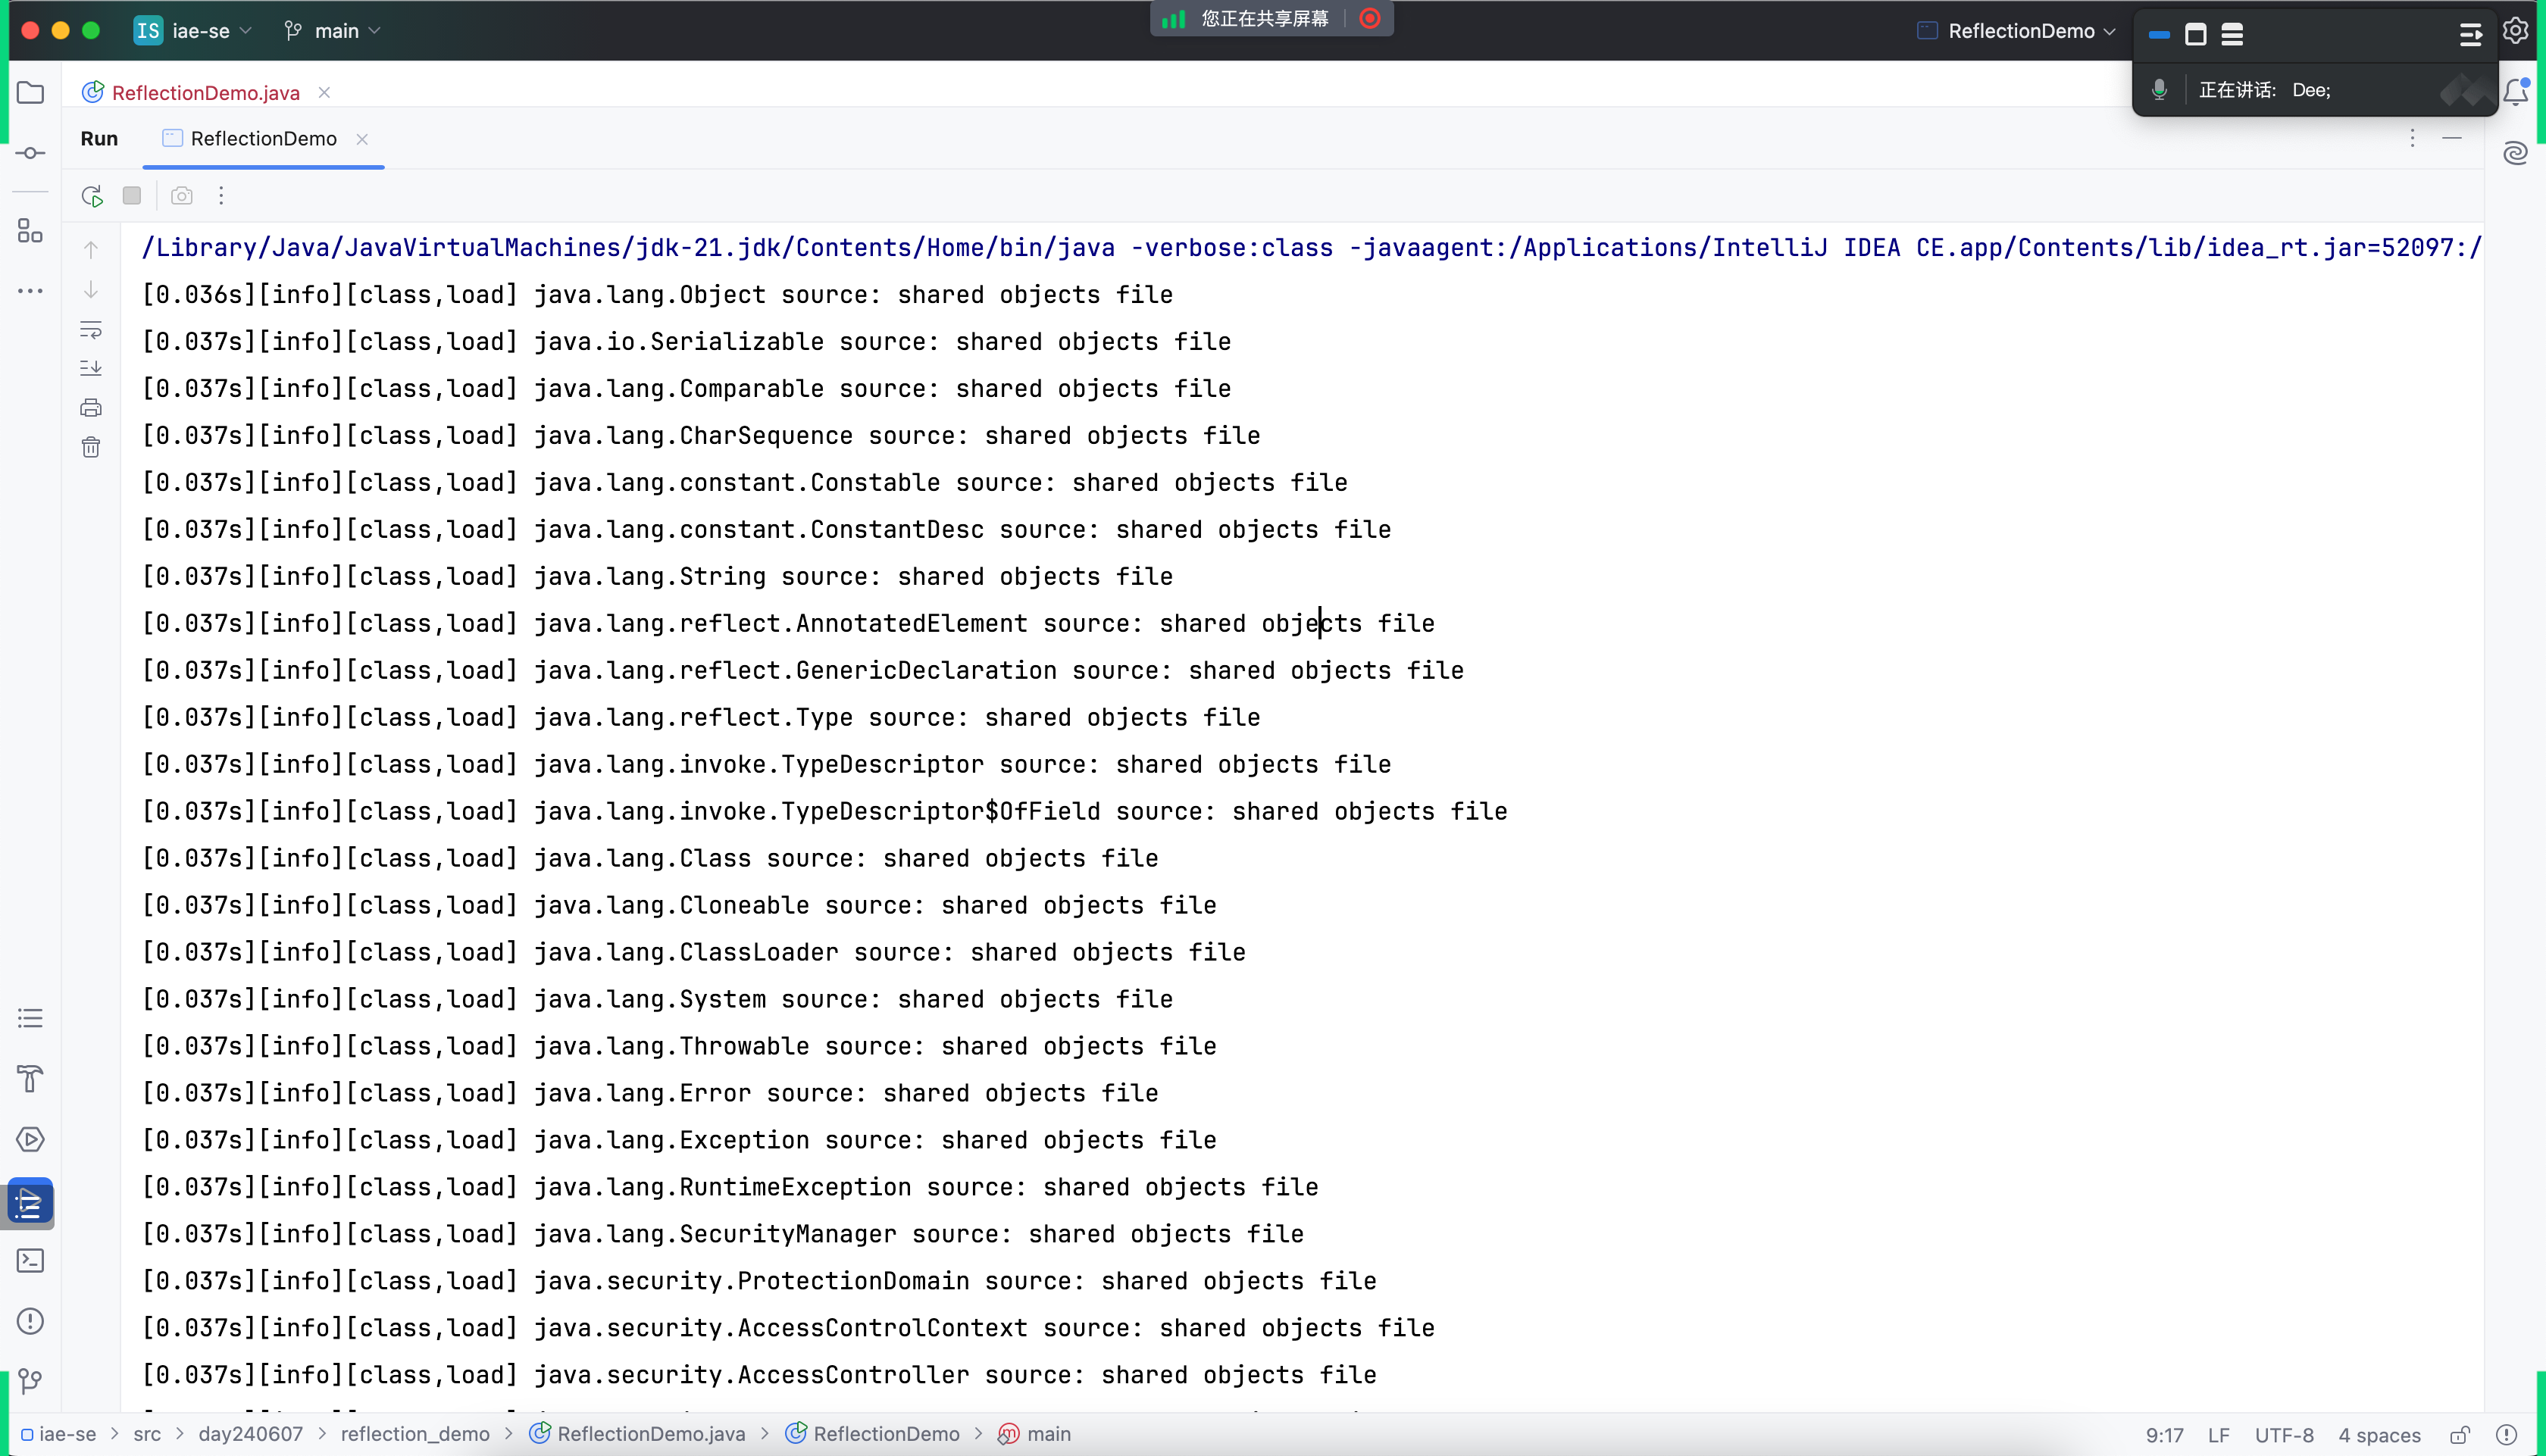 IS iae-se main
您正在共享屏幕
ReflectionDemo
正在讲话: Dee;
ReflectionDemo.java
Run ReflectionDemo
/Library/Java/JavaVirtualMachines/jdk-21.jdk/Contents/Home/bin/java -verbose:class -javaagent:/Applications/IntelliJ IDEA CE.app/Contents/lib/idea_rt.jar=52097:/
[0.036s][info][class,load] java.lang.Object source: shared objects file
[0.037s][info][class,load] java.io.Serializable source: shared objects file
[0.037s][info][class,load] java.lang.Comparable source: shared objects file
[0.037s][info][class,load] java.lang.CharSequence source: shared objects file
[0.037s][info][class,load] java.lang.constant.Constable source: shared objects file
[0.037s][info][class,load] java.lang.constant.ConstantDesc source: shared objects file
[0.037s][info][class,load] java.lang.String source: shared objects file
[0.037s][info][class,load] java.lang.reflect.AnnotatedElement source: shared objects file
[0.037s][info][class,load] java.lang.reflect.GenericDeclaration source: shared objects file
[0.037s][info][class,load] java.lang.reflect.Type source: shared objects file
[0.037s][info][class,load] java.lang.invoke.TypeDescriptor source: shared objects file
[0.037s][info][class,load] java.lang.invoke.TypeDescriptor$OfField source: shared objects file
[0.037s][info][class,load] java.lang.Class source: shared objects file
[0.037s][info][class,load] java.lang.Cloneable source: shared objects file
[0.037s][info][class,load] java.lang.ClassLoader source: shared objects file
[0.037s][info][class,load] java.lang.System source: shared objects file
[0.037s][info][class,load] java.lang.Throwable source: shared objects file
[0.037s][info][class,load] java.lang.Error source: shared objects file
[0.037s][info][class,load] java.lang.Exception source: shared objects file
[0.037s][info][class,load] java.lang.RuntimeException source: shared objects file
[0.037s][info][class,load] java.lang.SecurityManager source: shared objects file
[0.037s][info][class,load] java.security.ProtectionDomain source: shared objects file
[0.037s][info][class,load] java.security.AccessControlContext source: shared objects file
[0.037s][info][class,load] java.security.AccessController source: shared objects file
iae-se > src > day240607 > reflection_demo > ReflectionDemo.java > ReflectionDemo > main
9:17 LF UTF-8 4 spaces